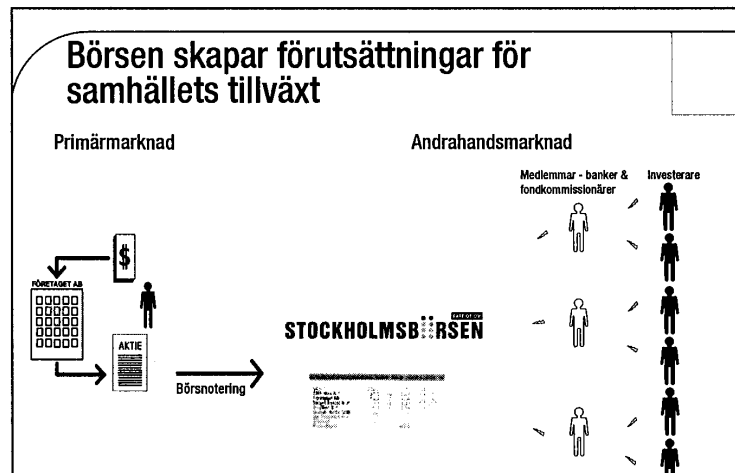 Börsen skapar förutsättningar för
samhällets tillväxt
Primärmarknad
Andrahandsmarknad
Medlemmar - banker &
fondkommissionärer
Investerare
$
FÖRETAGET AB
AKTIE
Börsnotering
STOCKHOLMSBÖRSEN